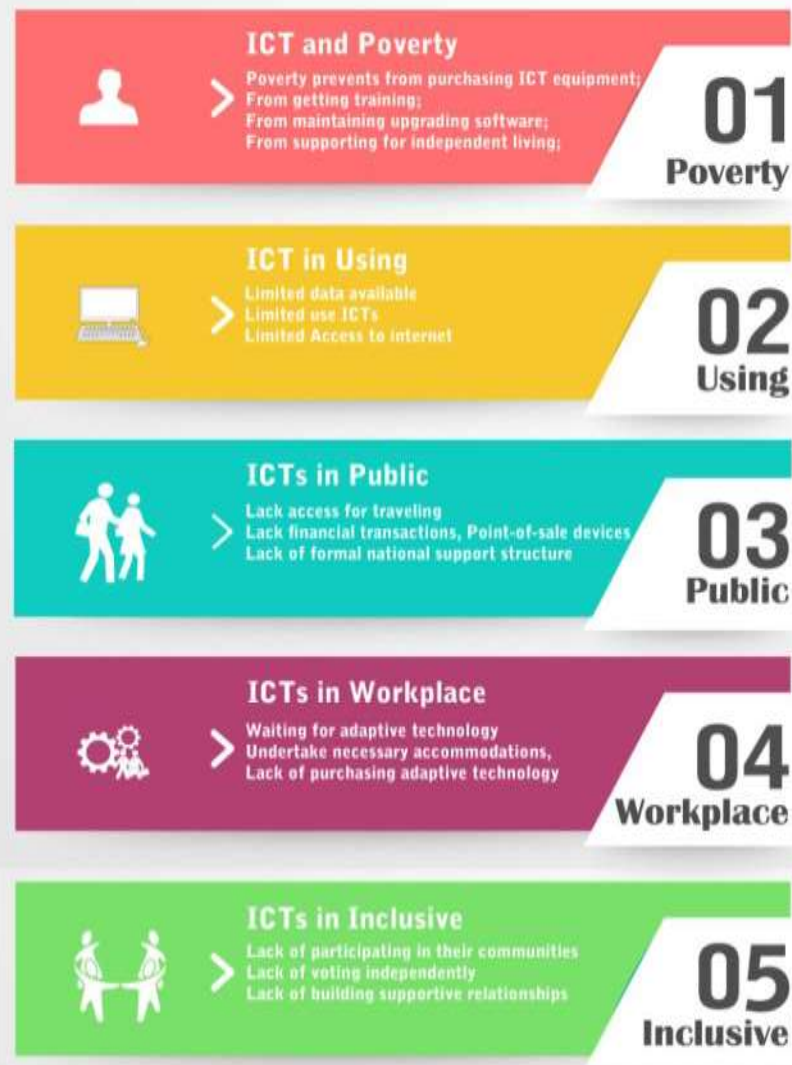 ICT and Poverty
Poverty prevents from purchasing ICT equipment;
From getting training;
From maintaining upgrading software;
From supporting for independent living;
01
Poverty
ICT in Using
Limited data available
Limited use ICTs
Limited Access to internet
02
Using
ICTs in Public
Lack access for traveling
Lack financial transactions, Point-of-sale devices
Lack of formal national support structure
03
Public
ICTs in Workplace
Waiting for adaptive technology
Undertake necessary accommodations,
Lack of purchasing adaptive technology
04
Workplace
ICTs in Inclusive
Lack of participating in their communities
Lack of voting independently
Lack of building supportive relationships
05
Inclusive